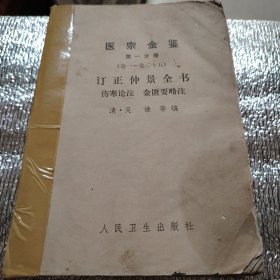 医宗金鉴
第一分册
(卷一~卷二十五)
订正仲景全书
伤寒论注 金匮要略注
清·吴谦等编
人民卫生出版社